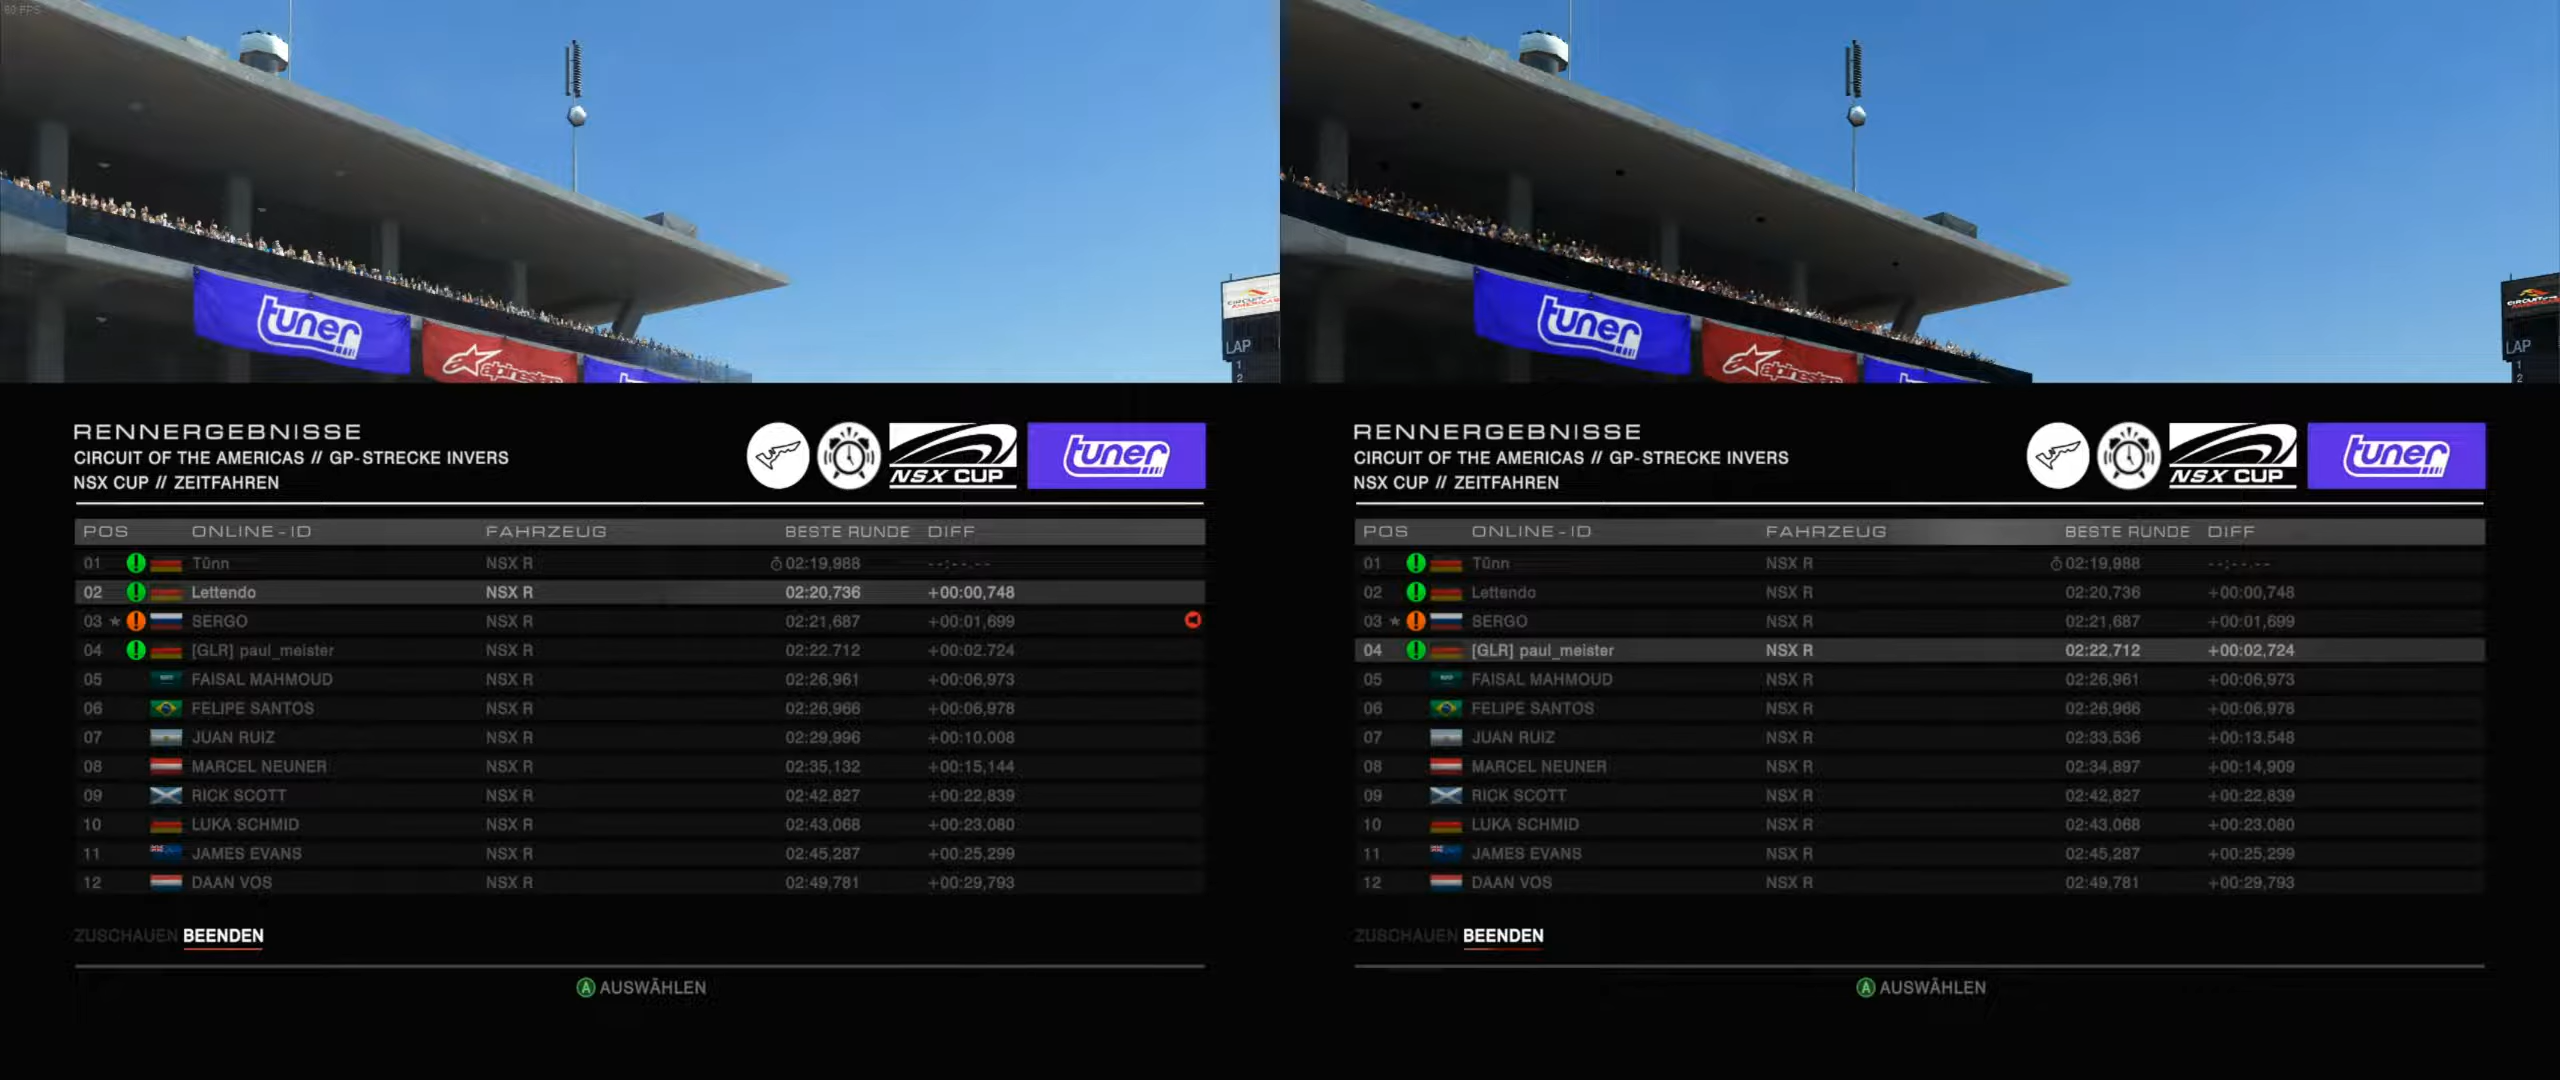 60 FPS
tuner
alpinestars
LAP
1
2
RENNERGEBNISSE
CIRCUIT OF THE AMERICAS // GP-STRECKE INVERS
NSX CUP // ZEITFAHREN
NSX CUP
tuner
POS ONLINE-ID FAHRZEUG BESTE RUNDE DIFF
01 Tünn NSX R 02:19,988 --:--.--
02 Lettendo NSX R 02:20,736 +00:00,748
03 SERGO NSX R 02:21,687 +00:01,699
04 [GLR] paul_meister NSX R 02:22,712 +00:02,724
05 FAISAL MAHMOUD NSX R 02:26,961 +00:06,973
06 FELIPE SANTOS NSX R 02:26,966 +00:06,978
07 JUAN RUIZ NSX R 02:29,996 +00:10,008
08 MARCEL NEUNER NSX R 02:35,132 +00:15,144
09 RICK SCOTT NSX R 02:42,827 +00:22,839
10 LUKA SCHMID NSX R 02:43,068 +00:23,080
11 JAMES EVANS NSX R 02:45,287 +00:25,299
12 DAAN VOS NSX R 02:49,781 +00:29,793
ZUSCHAUEN BEENDEN
A AUSWÄHLEN
tuner
alpinestars
LAP
1
2
RENNERGEBNISSE
CIRCUIT OF THE AMERICAS // GP-STRECKE INVERS
NSX CUP // ZEITFAHREN
NSX CUP
tuner
POS ONLINE-ID FAHRZEUG BESTE RUNDE DIFF
01 Tünn NSX R 02:19,988 --:--.--
02 Lettendo NSX R 02:20,736 +00:00,748
03 SERGO NSX R 02:21,687 +00:01,699
04 [GLR] paul_meister NSX R 02:22,712 +00:02,724
05 FAISAL MAHMOUD NSX R 02:26,961 +00:06,973
06 FELIPE SANTOS NSX R 02:26,966 +00:06,978
07 JUAN RUIZ NSX R 02:33,536 +00:13,548
08 MARCEL NEUNER NSX R 02:34,897 +00:14,909
09 RICK SCOTT NSX R 02:42,827 +00:22,839
10 LUKA SCHMID NSX R 02:43,068 +00:23,080
11 JAMES EVANS NSX R 02:45,287 +00:25,299
12 DAAN VOS NSX R 02:49,781 +00:29,793
ZUSCHAUEN BEENDEN
A AUSWÄHLEN